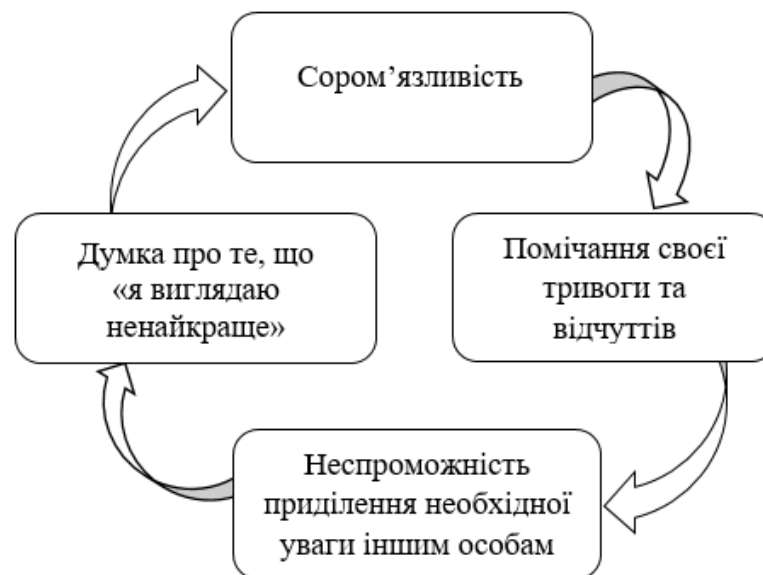 Сором’язливість
Помічання своєї
тривоги та
відчуттів
Неспроможність
приділення необхідної
уваги іншим особам
Думка про те, що
«я виглядаю
ненайкраще»